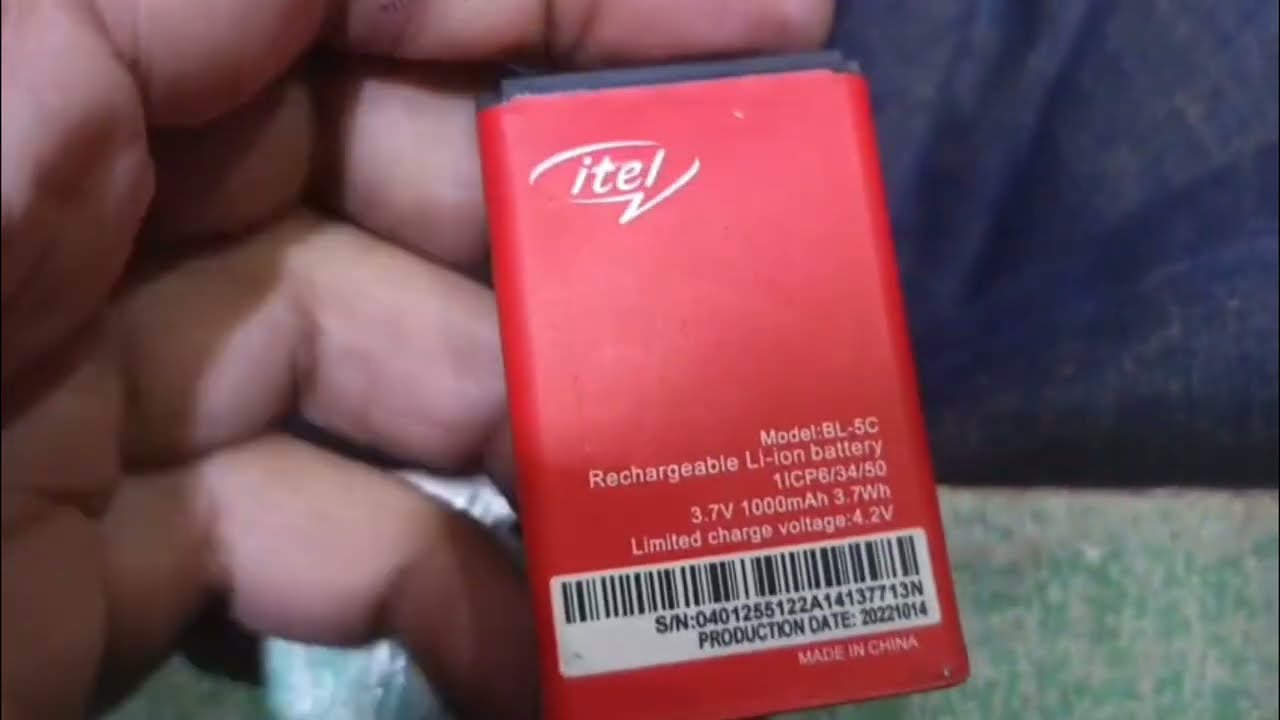 itel
Model:BL-5C
Rechargeable Li-ion battery
1ICP6/34/50
3.7V 1000mAh 3.7Wh
Limited charge voltage:4.2V
S/N:0401255122A14137713N
PRODUCTION DATE: 20221014
MADE IN CHINA